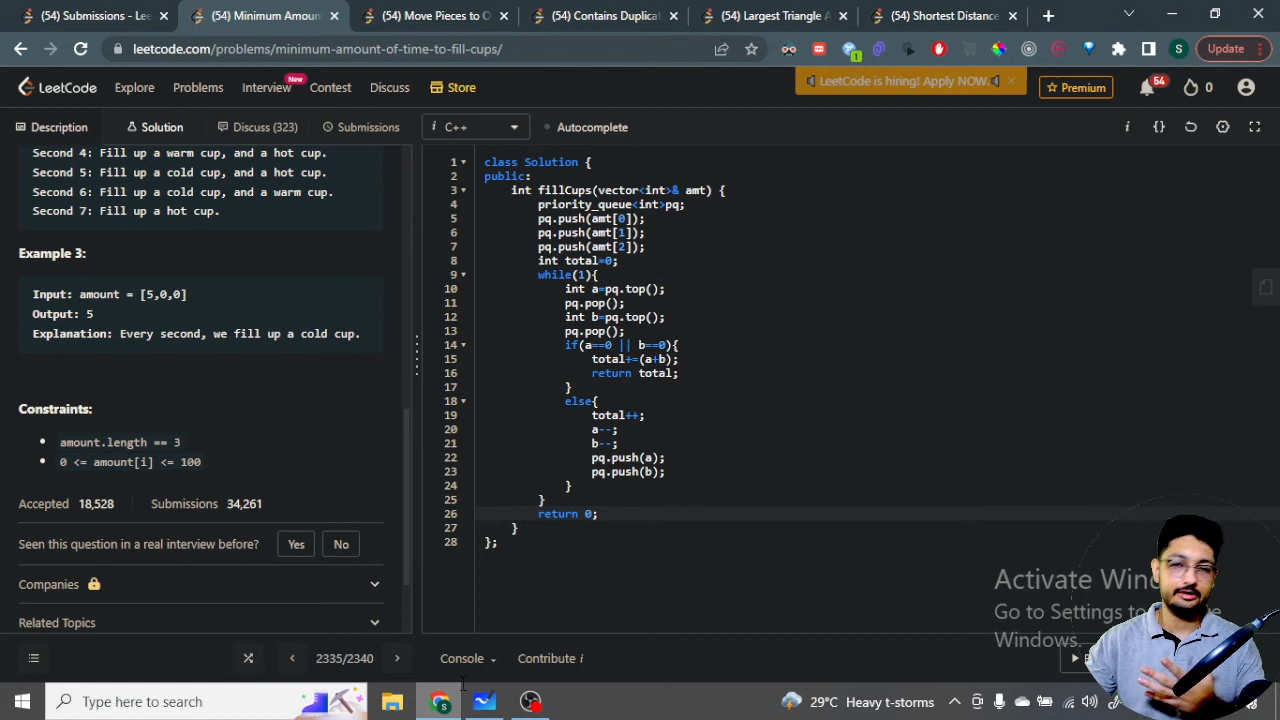 (54) Submissions - Lee
(54) Minimum Amoun
(54) Move Pieces to O
(54) Contains Duplicat
(54) Largest Triangle A
(54) Shortest Distance
leetcode.com/problems/minimum-amount-of-time-to-fill-cups/
1
S
Update
LeetCode
Explore
Problems
Interview
New
Contest
Discuss
Store
LeetCode is hiring! Apply NOW.
Premium
54
0
Description
Solution
Discuss (323)
Submissions
i C++
Autocomplete
Second 4: Fill up a warm cup, and a hot cup.
Second 5: Fill up a cold cup, and a hot cup.
Second 6: Fill up a cold cup, and a warm cup.
Second 7: Fill up a hot cup.
Example 3:
Input: amount = [5,0,0]
Output: 5
Explanation: Every second, we fill up a cold cup.
Constraints:
amount.length == 3
0 <= amount[i] <= 100
Accepted 18,528 Submissions 34,261
Seen this question in a real interview before? Yes No
Companies
Related Topics
1 class Solution {
2 public:
3 int fillCups(vector<int>& amt) {
4 priority_queue<int>pq;
5 pq.push(amt[0]);
6 pq.push(amt[1]);
7 pq.push(amt[2]);
8 int total=0;
9 while(1){
10 int a=pq.top();
11 pq.pop();
12 int b=pq.top();
13 pq.pop();
14 if(a==0 || b==0){
15 total+=(a+b);
16 return total;
17 }
18 else{
19 total++;
20 a--;
21 b--;
22 pq.push(a);
23 pq.push(b);
24 }
25 }
26 return 0;
27 }
28 };
Activate Win
Go to Settings to
Windows.
2335/2340
Console
Contribute i
Type here to search
29°C Heavy t-storms